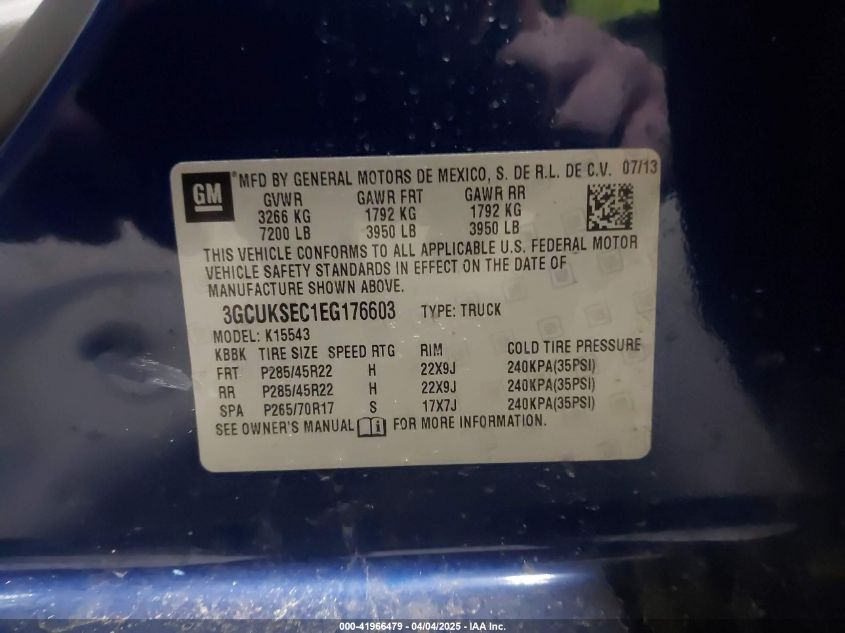 GM ®MFD BY GENERAL MOTORS DE MEXICO, S. DE R.L. DE C.V. 07/13
GVWR GAWR FRT GAWR RR
3266 KG 1792 KG 1792 KG
7200 LB 3950 LB 3950 LB
THIS VEHICLE CONFORMS TO ALL APPLICABLE U.S. FEDERAL MOTOR
VEHICLE SAFETY STANDARDS IN EFFECT ON THE DATE OF
MANUFACTURE SHOWN ABOVE.
3GCUKSEC1EG176603 TYPE: TRUCK
MODEL: K15543
KBBK TIRE SIZE SPEED RTG RIM COLD TIRE PRESSURE
FRT P285/45R22 H 22X9J 240KPA(35PSI)
RR P285/45R22 H 22X9J 240KPA(35PSI)
SPA P265/70R17 S 17X7J 240KPA(35PSI)
SEE OWNER'S MANUAL FOR MORE INFORMATION.
000-41966479 - 04/04/2025 - IAA Inc.